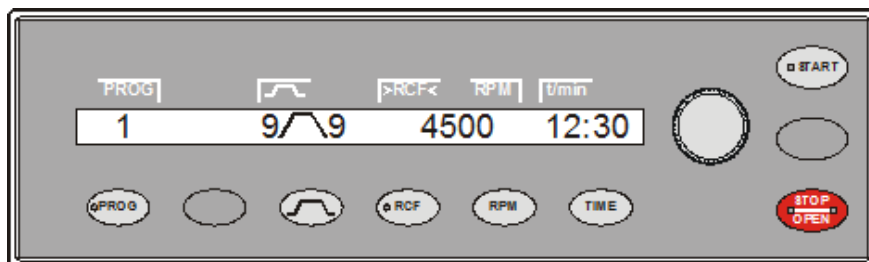 PROG >RCF< RPM t/min
1 9 9 4500 12:30
PROG RCF RPM TIME
START
STOP
OPEN